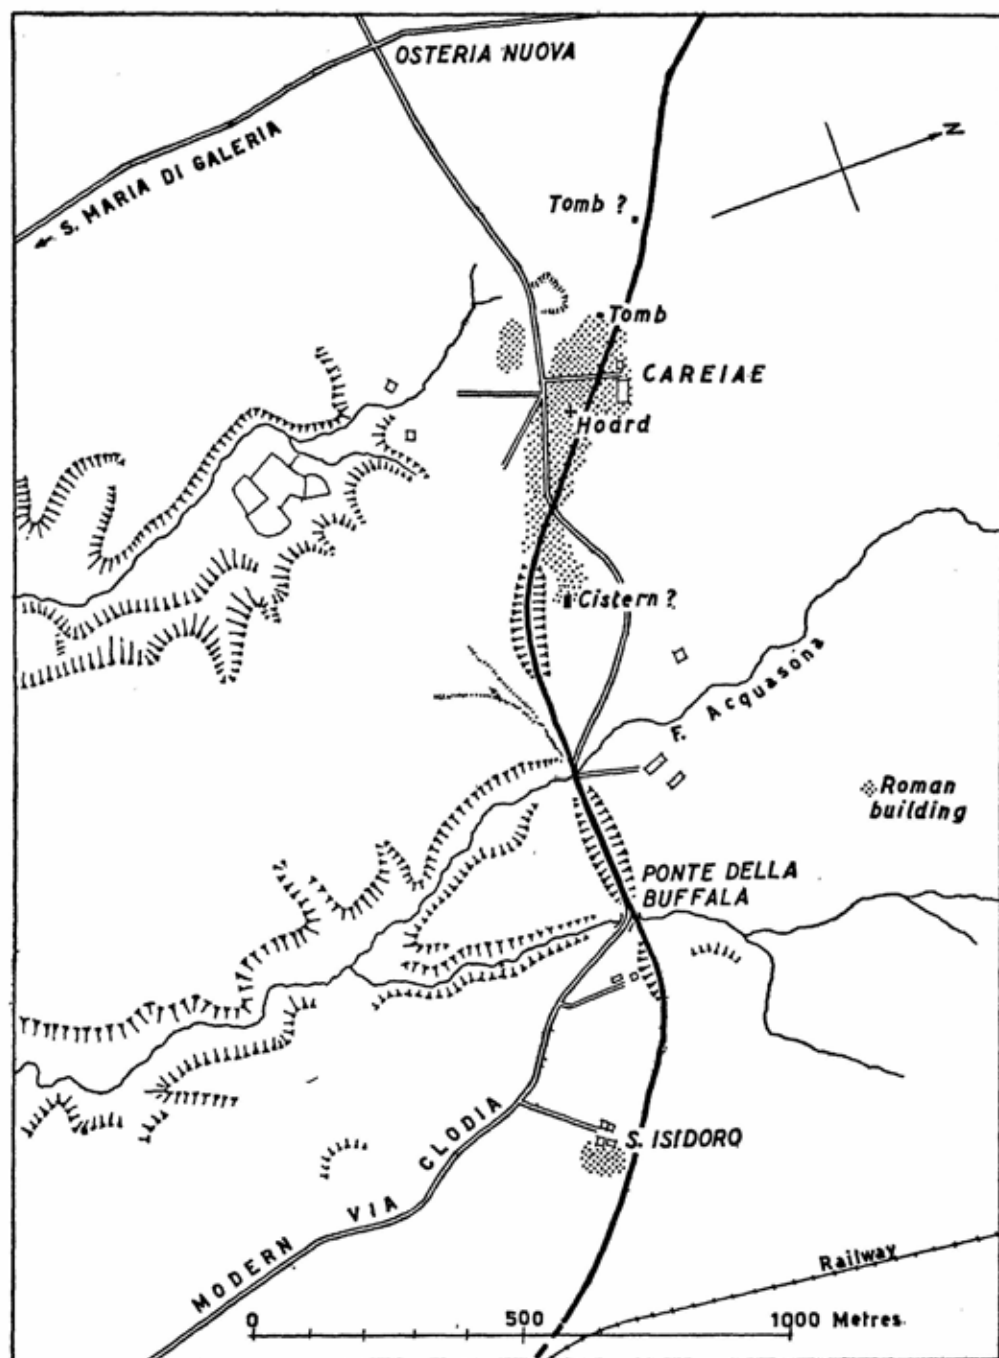 OSTERIA NUOVA
S. MARIA DI GALERIA
N
Tomb ?
Tomb
CAREIAE
Hoard
Cistern ?
F. Acquasona
Roman
building
PONTE DELLA
BUFFALA
S. ISIDORO
MODERN VIA CLODIA
Railway
0 500 1000 Metres